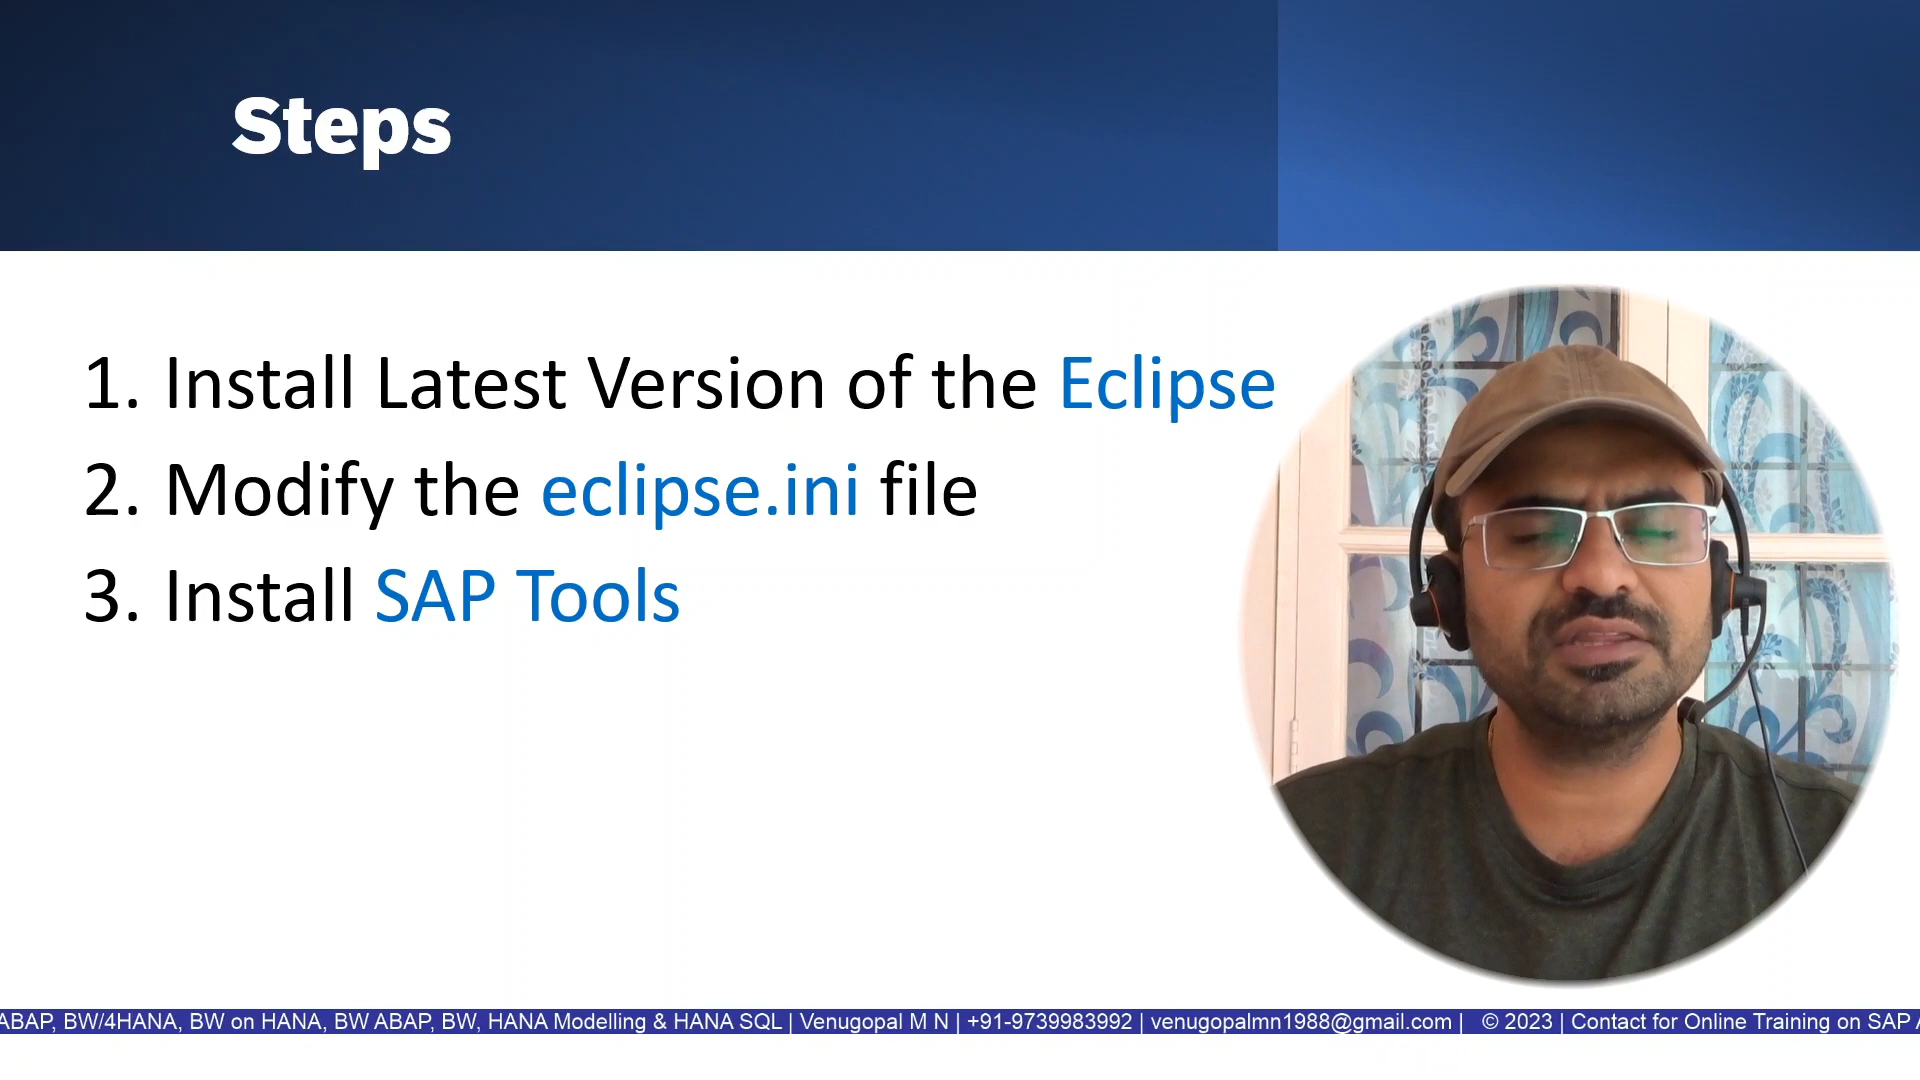 Steps
1. Install Latest Version of the Eclipse
2. Modify the eclipse.ini file
3. Install SAP Tools
ABAP, BW/4HANA, BW on HANA, BW ABAP, BW, HANA Modelling & HANA SQL | Venugopal M N | +91-9739983992 | venugopalmn1988@gmail.com | © 2023 | Contact for Online Training on SAP